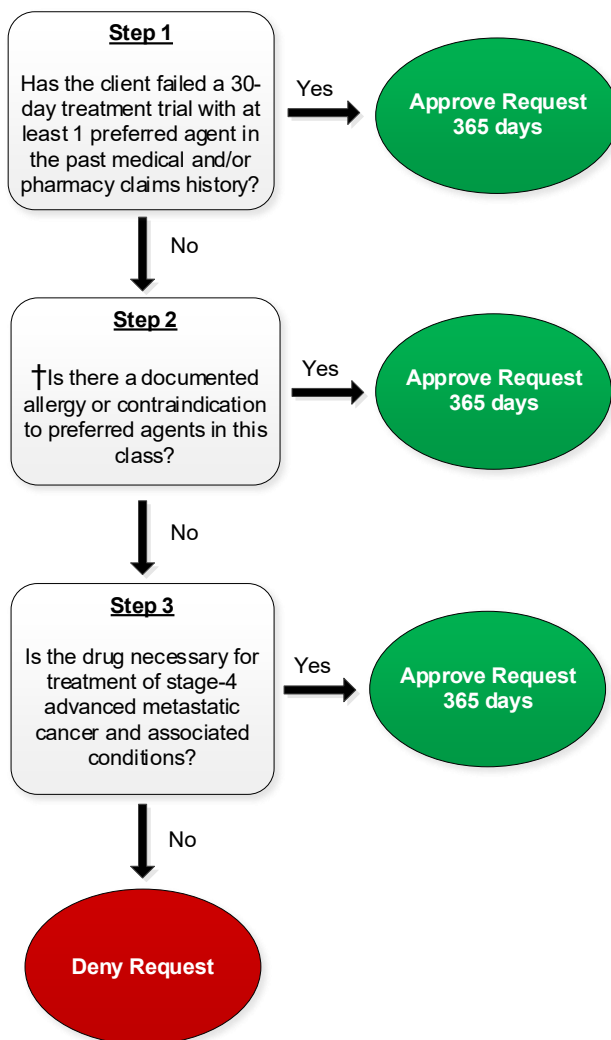 Step 1
Has the client failed a 30-
day treatment trial with at
least 1 preferred agent in
the past medical and/or
pharmacy claims history?
Yes
Approve Request
365 days
No
Step 2
†Is there a documented
allergy or contraindication
to preferred agents in this
class?
Yes
Approve Request
365 days
No
Step 3
Is the drug necessary for
treatment of stage-4
advanced metastatic
cancer and associated
conditions?
Yes
Approve Request
365 days
No
Deny Request